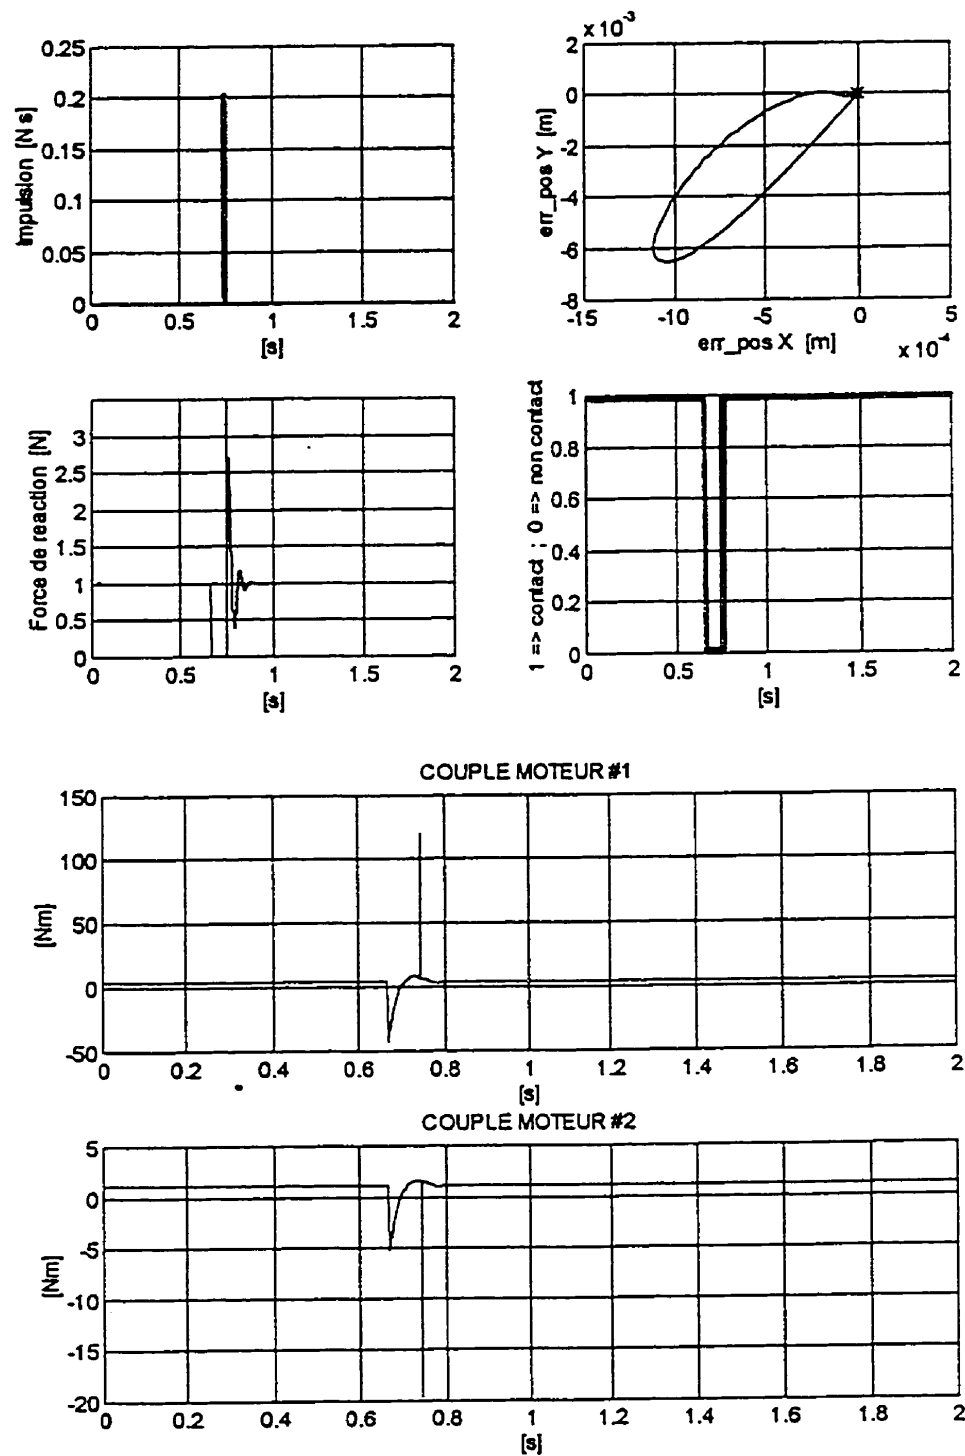 Impulsion [N s]
0.25
0.2
0.15
0.1
0.05
0
0 0.5 1 1.5 2
[s]
x 10⁻³
err_pos Y [m]
2
0
-2
-4
-6
-8
-15 -10 -5 0 5
err_pos X [m]
x 10⁻⁴
Force de reaction [N]
3
2.5
2
1.5
1
0.5
0
0 0.5 1 1.5 2
[s]
1 => contact ; 0 => non contact
1
0.8
0.6
0.4
0.2
0
0 0.5 1 1.5 2
[s]
COUPLE MOTEUR #1
[Nm]
150
100
50
0
-50
0 0.2 0.4 0.6 0.8 1 1.2 1.4 1.6 1.8 2
[s]
COUPLE MOTEUR #2
[Nm]
5
0
-5
-10
-15
-20
0 0.2 0.4 0.6 0.8 1 1.2 1.4 1.6 1.8 2
[s]